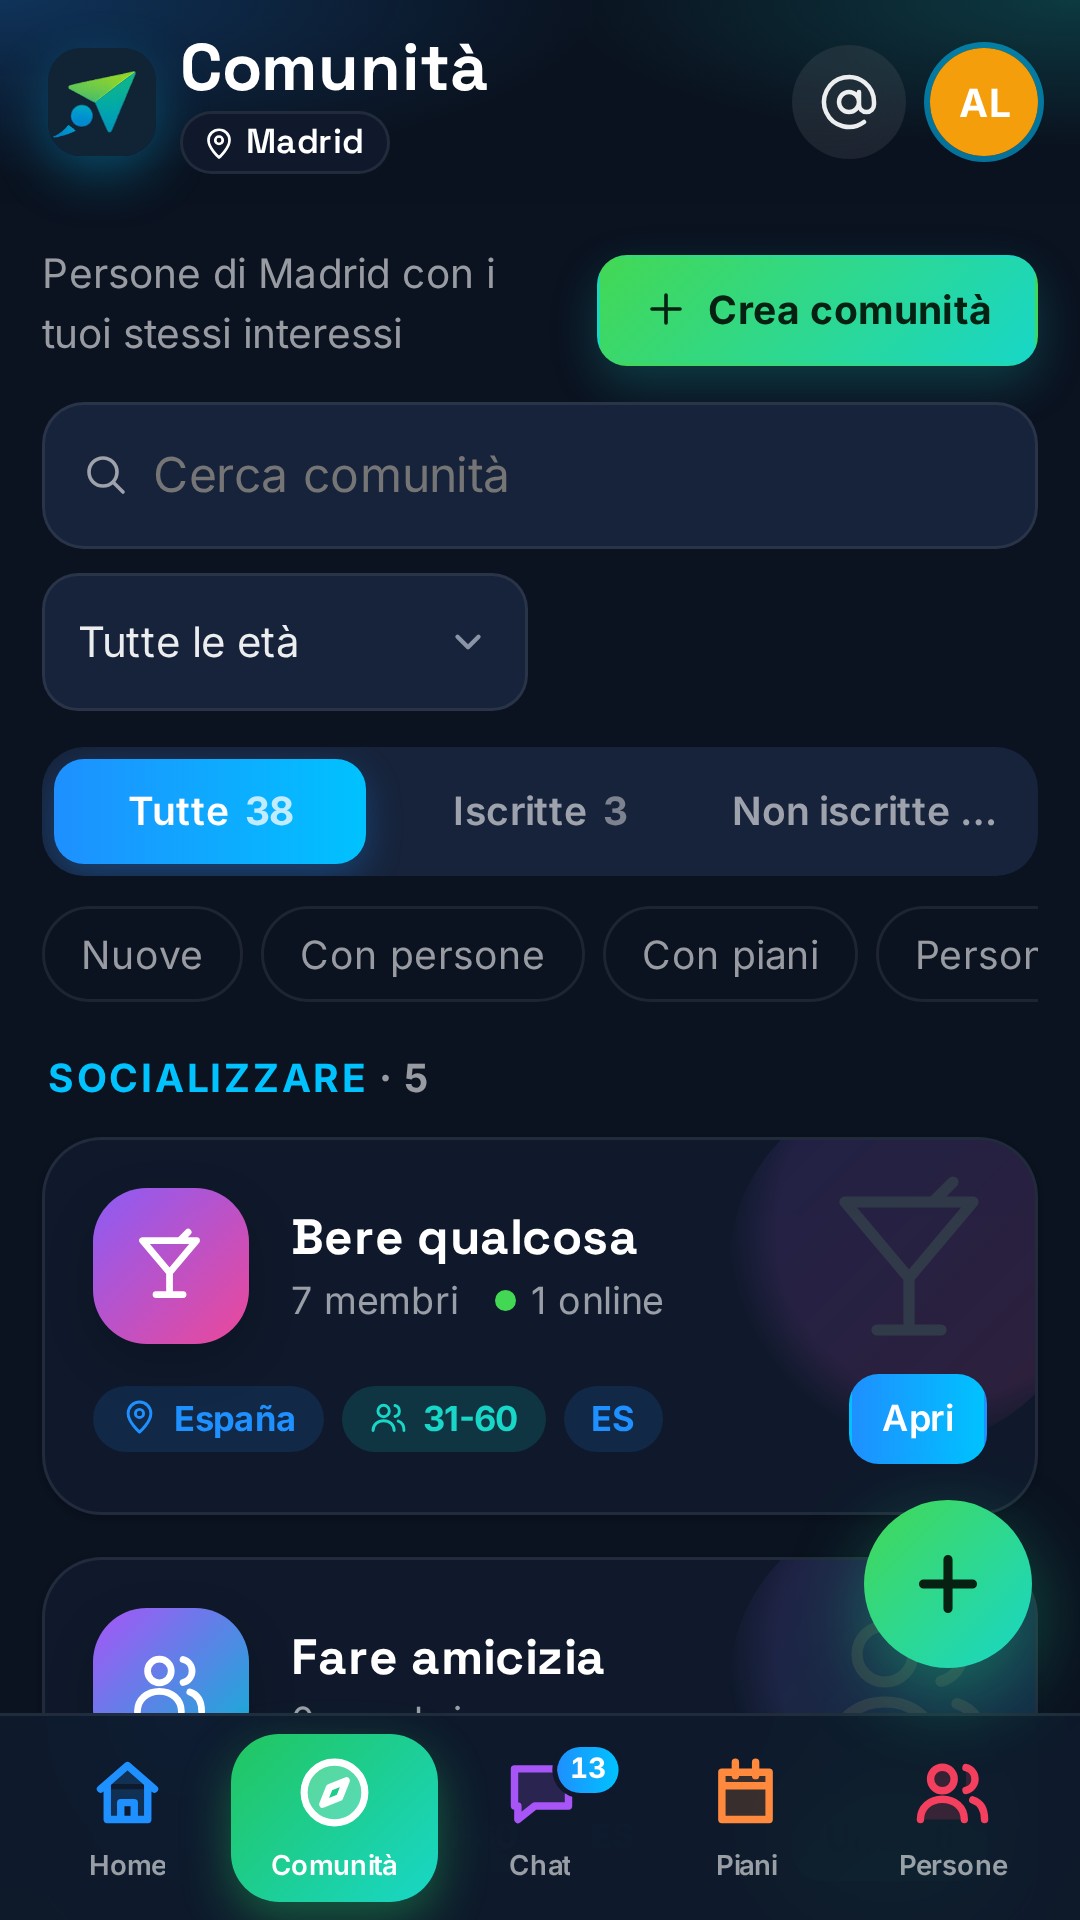 Comunità
Madrid
@
AL
Persone di Madrid con i
tuoi stessi interessi
+ Crea comunità
Cerca comunità
Tutte le età
Tutte 38
Iscritte 3
Non iscritte ...
Nuove
Con persone
Con piani
SOCIALIZZARE · 5
Bere qualcosa
7 membri
1 online
España
31-60
ES
Apri
+
Fare amicizia
13
Home
Comunità
Chat
Piani
Persone